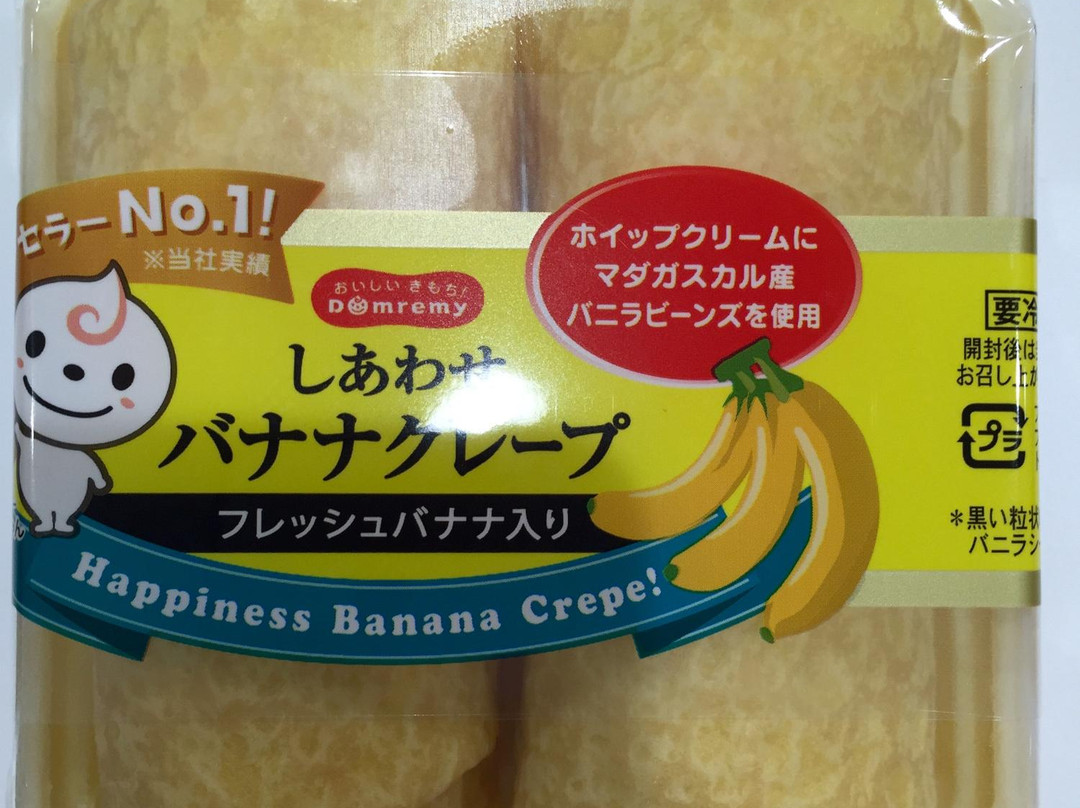 セラーNo.1!
※当社実績
おいしいきもち!
Domremy
しあわせ
バナナクレープ
フレッシュバナナ入り
Happiness Banana Crepe!
ホイップクリームに
マダガスカル産
バニラビーンズを使用
要冷
開封後は
お召し上が
プラ
*黒い粒状
バニラシ
ん